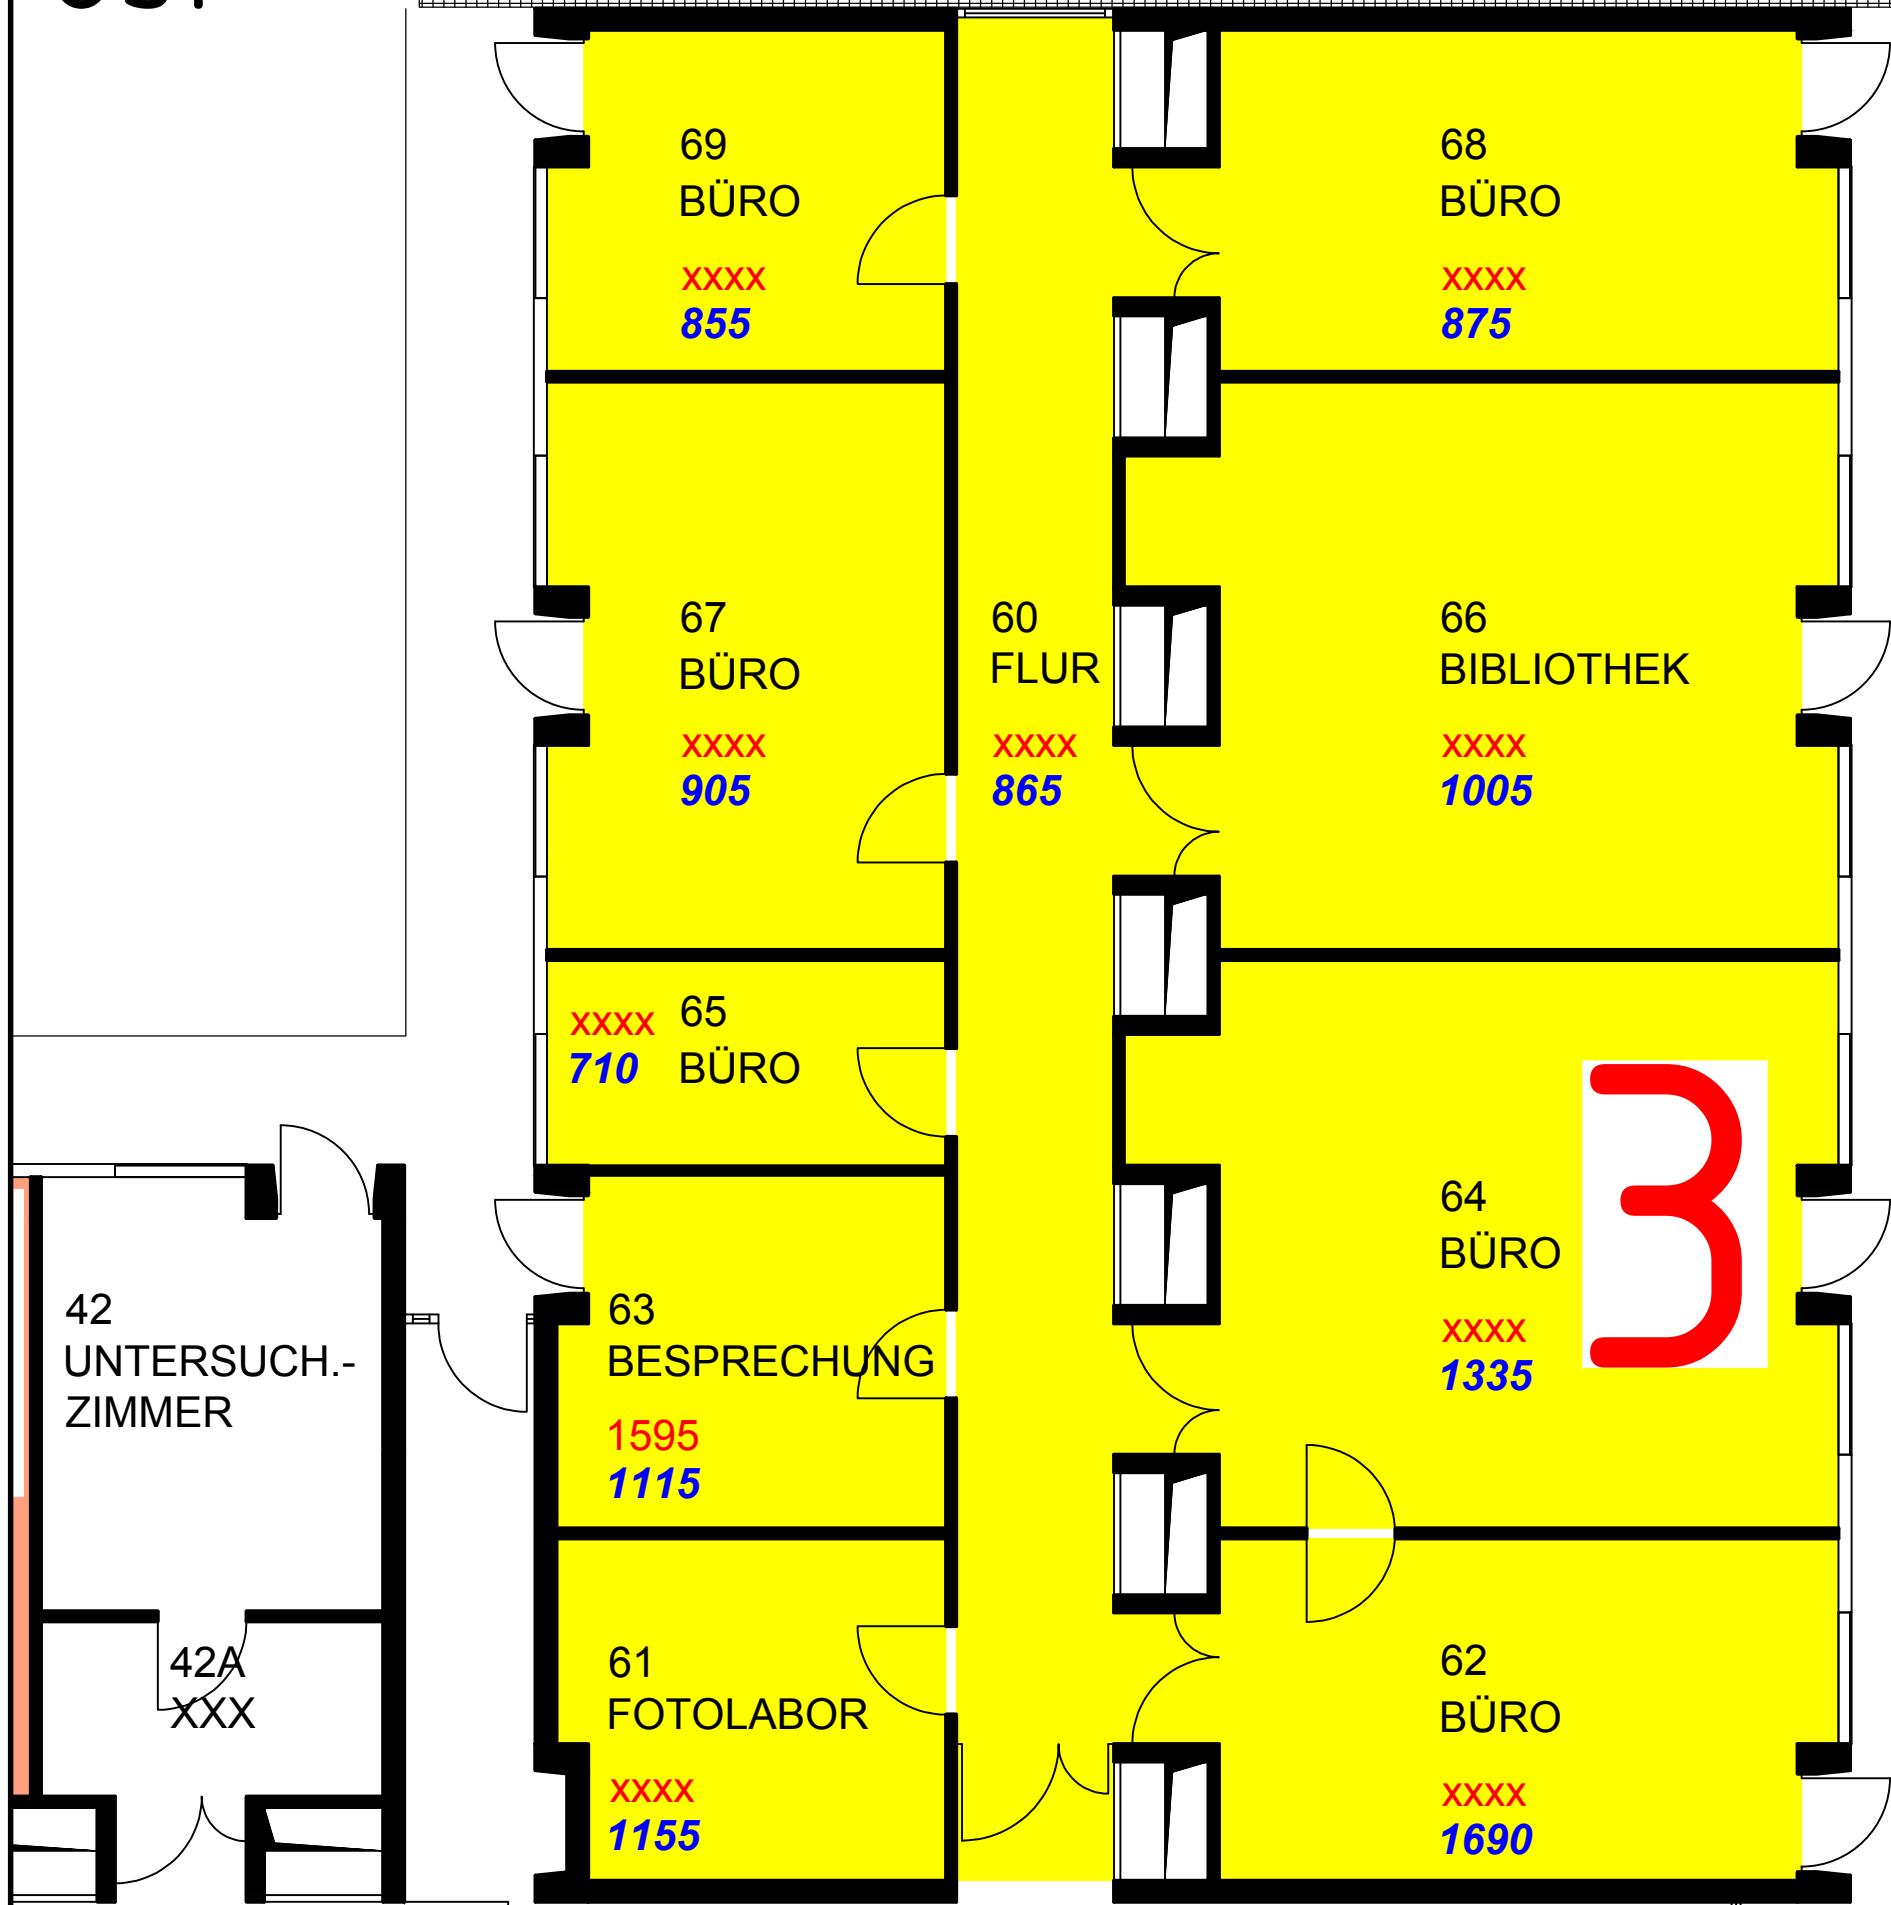 69
BÜRO
xxxx
855
68
BÜRO
xxxx
875
67
BÜRO
xxxx
905
60
FLUR
xxxx
865
66
BIBLIOTHEK
xxxx
1005
xxxx
710
65
BÜRO
64
BÜRO
xxxx
1335
3
42
UNTERSUCH.-
ZIMMER
63
BESPRECHUNG
1595
1115
42A
XXX
61
FOTOLABOR
xxxx
1155
62
BÜRO
xxxx
1690